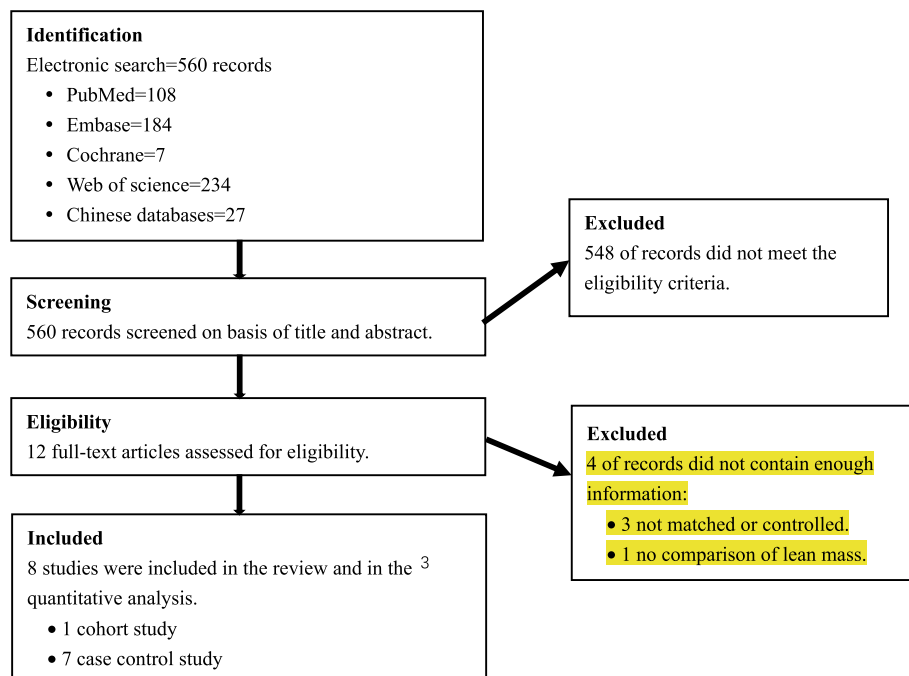 Identification
Electronic search=560 records
• PubMed=108
• Embase=184
• Cochrane=7
• Web of science=234
• Chinese databases=27
Excluded
548 of records did not meet the
eligibility criteria.
Screening
560 records screened on basis of title and abstract.
Eligibility
12 full-text articles assessed for eligibility.
Excluded
4 of records did not contain enough
information:
• 3 not matched or controlled.
• 1 no comparison of lean mass.
Included
8 studies were included in the review and in the 3
quantitative analysis.
• 1 cohort study
• 7 case control study